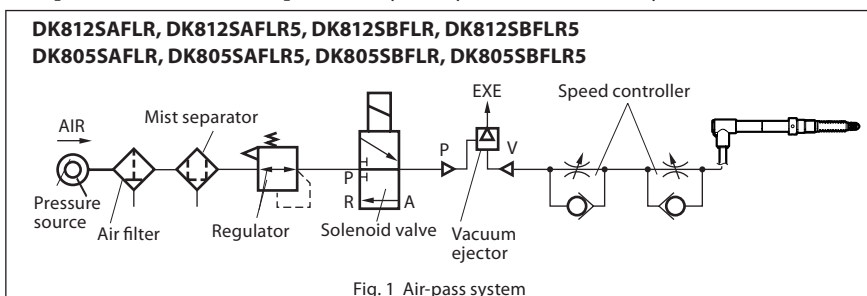 DK812SAFLR, DK812SAFLR5, DK812SBFLR, DK812SBFLR5
DK805SAFLR, DK805SAFLR5, DK805SBFLR, DK805SBFLR5
EXE
Speed controller
Mist separator
AIR
P
V
P
R
A
Pressure
source
Air filter
Regulator
Solenoid valve
Vacuum
ejector
Fig. 1 Air-pass system